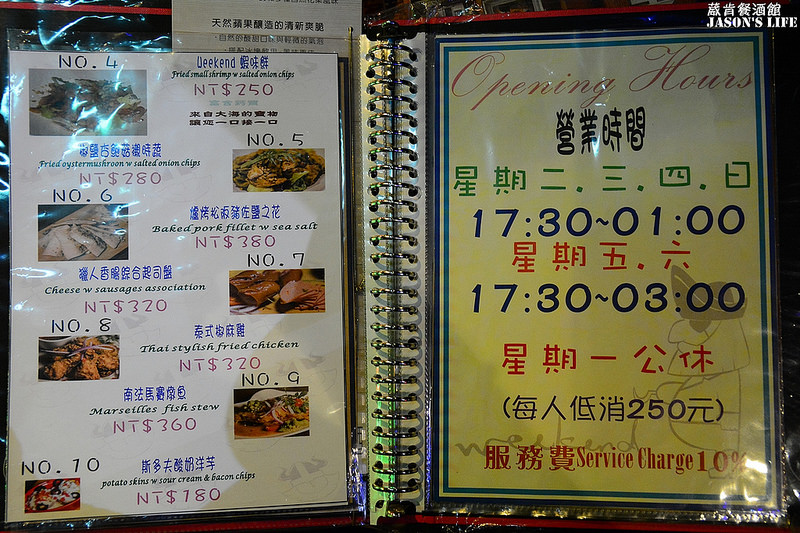 葳肯餐酒館
JASON'S LIFE
天然蘋果釀造的清新爽脆
NO. 4
Weekend 蝦味餅
Fried small shrimp w salted onion chips
NT$250
來自大海的寶物
讓您一口接一口
NO. 5
椒鹽杏鮑菇襯時蔬
Fried oystermushroon w salted onion chips
NT$280
NO. 6
爐烤松阪豬佐鹽之花
Baked pork fillet w sea salt
NT$380
NO. 7
獵人香腸綜合起司盤
Cheese w sausages association
NT$320
NO. 8
泰式椒麻雞
Thai stylish fried chicken
NT$320
NO. 9
南法馬賽燉魚
Marseilles fish stew
NT$360
NO. 10
斯多夫酸奶洋芋
potato skins w sour cream & bacon chips
NT$180
Opening Hours
營業時間
星期二.三.四.日
17:30~01:00
星期五.六
17:30~03:00
星期一公休
(每人低消250元)
服務費Service Charge10%